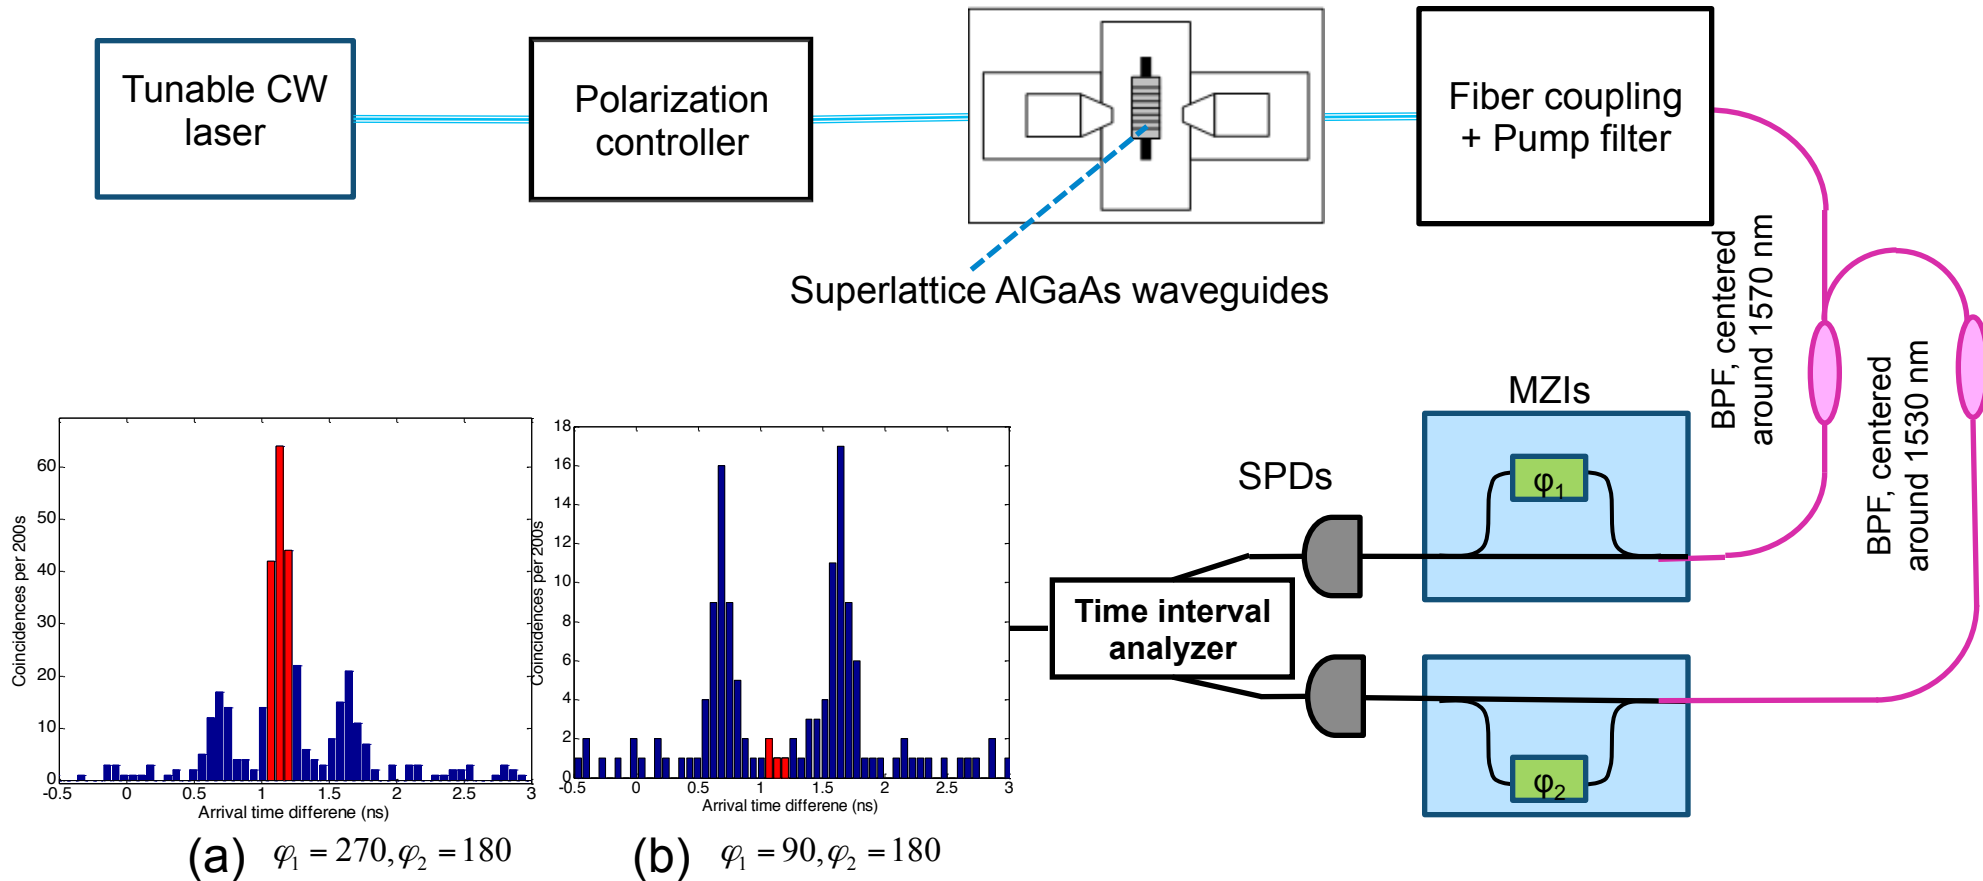 Tunable CW
laser
Polarization
controller
Fiber coupling
+ Pump filter
Superlattice AlGaAs waveguides
BPF, centered
around 1570 nm
BPF, centered
around 1530 nm
MZIs
φ1
SPDs
Time interval
analyzer
φ2
Coincidences per 200s
60
50
40
30
20
10
0
-0.5 0 0.5 1 1.5 2 2.5 3
Arrival time differene (ns)
(a) φ1 = 270, φ2 = 180
Coincidences per 200s
18
16
14
12
10
8
6
4
2
0
-0.5 0 0.5 1 1.5 2 2.5 3
Arrival time differene (ns)
(b) φ1 = 90, φ2 = 180